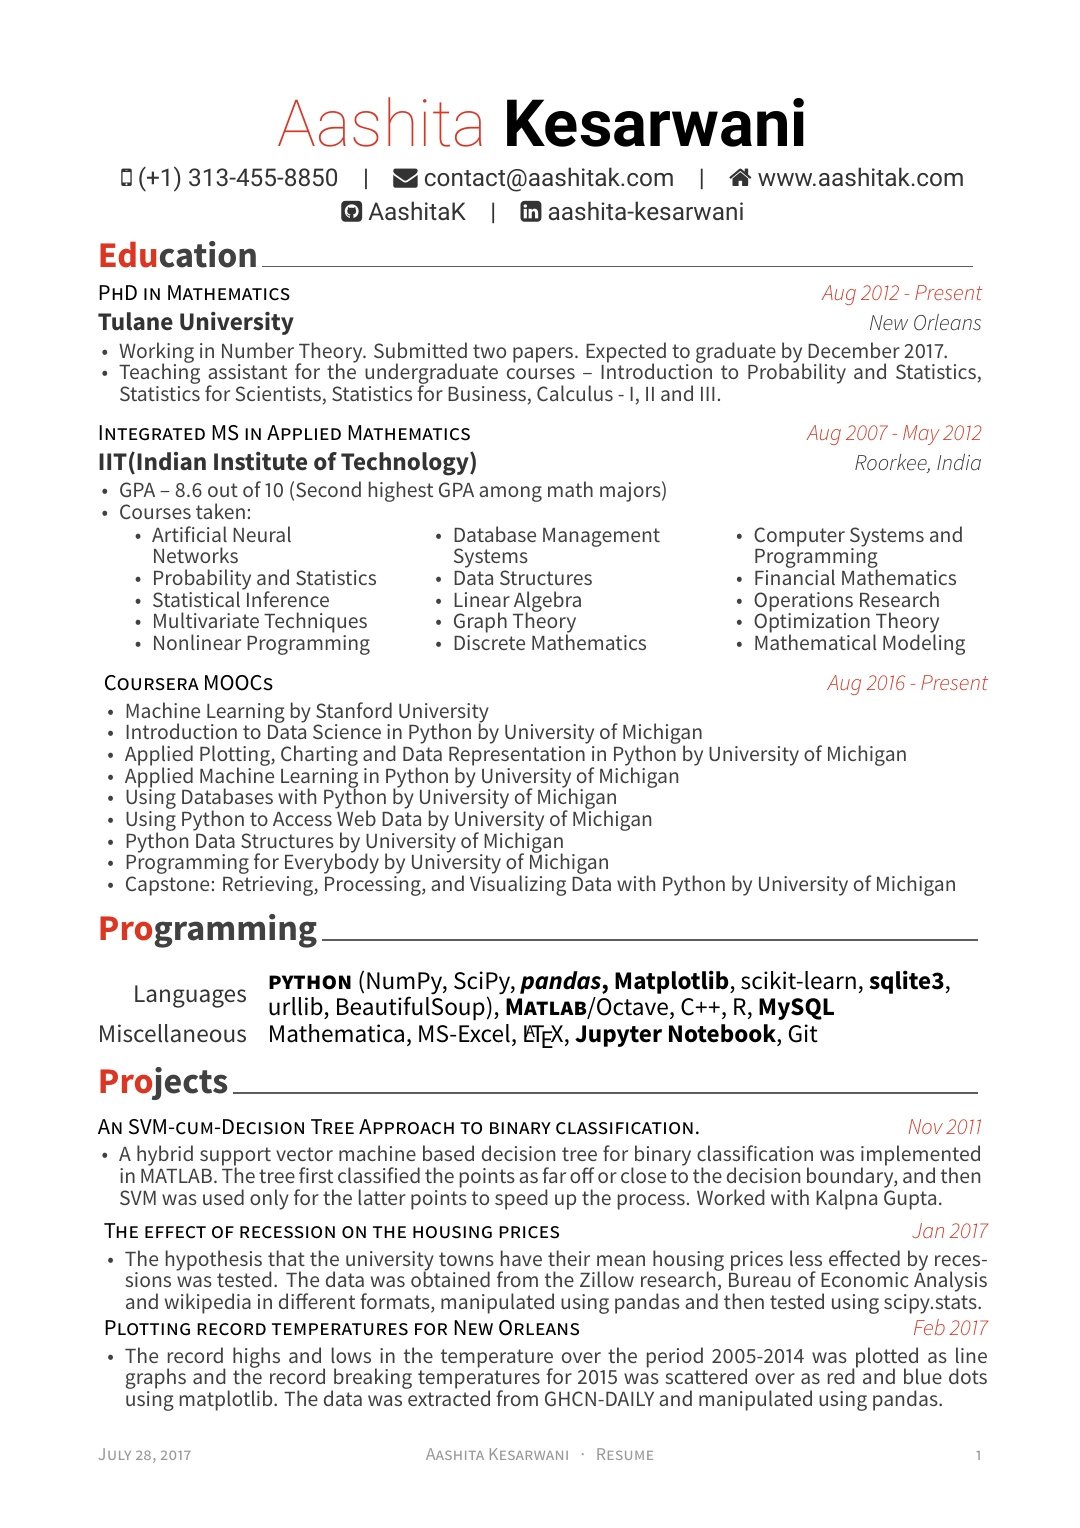 Aashita Kesarwani
(+1) 313-455-8850 | contact@aashitak.com | www.aashitak.com
AashitaK | aashita-kesarwani
Education
PhD in Mathematics Aug 2012 - Present
Tulane University New Orleans
• Working in Number Theory. Submitted two papers. Expected to graduate by December 2017.
• Teaching assistant for the undergraduate courses – Introduction to Probability and Statistics,
Statistics for Scientists, Statistics for Business, Calculus - I, II and III.
Integrated MS in Applied Mathematics Aug 2007 - May 2012
IIT(Indian Institute of Technology) Roorkee, India
• GPA – 8.6 out of 10 (Second highest GPA among math majors)
• Courses taken:
• Artificial Neural
Networks
• Probability and Statistics
• Statistical Inference
• Multivariate Techniques
• Nonlinear Programming
• Database Management
Systems
• Data Structures
• Linear Algebra
• Graph Theory
• Discrete Mathematics
• Computer Systems and
Programming
• Financial Mathematics
• Operations Research
• Optimization Theory
• Mathematical Modeling
Coursera MOOCs Aug 2016 - Present
• Machine Learning by Stanford University
• Introduction to Data Science in Python by University of Michigan
• Applied Plotting, Charting and Data Representation in Python by University of Michigan
• Applied Machine Learning in Python by University of Michigan
• Using Databases with Python by University of Michigan
• Using Python to Access Web Data by University of Michigan
• Python Data Structures by University of Michigan
• Programming for Everybody by University of Michigan
• Capstone: Retrieving, Processing, and Visualizing Data with Python by University of Michigan
Programming
Languages
python (NumPy, SciPy, pandas, Matplotlib, scikit-learn, sqlite3,
urllib, BeautifulSoup), Matlab/Octave, C++, R, MySQL
Miscellaneous Mathematica, MS-Excel, LATEX, Jupyter Notebook, Git
Projects
An SVM-cum-Decision Tree Approach to binary classification. Nov 2011
• A hybrid support vector machine based decision tree for binary classification was implemented
in MATLAB. The tree first classified the points as far off or close to the decision boundary, and then
SVM was used only for the latter points to speed up the process. Worked with Kalpna Gupta.
The effect of recession on the housing prices Jan 2017
• The hypothesis that the university towns have their mean housing prices less effected by reces-
sions was tested. The data was obtained from the Zillow research, Bureau of Economic Analysis
and wikipedia in different formats, manipulated using pandas and then tested using scipy.stats.
Plotting record temperatures for New Orleans Feb 2017
• The record highs and lows in the temperature over the period 2005-2014 was plotted as line
graphs and the record breaking temperatures for 2015 was scattered over as red and blue dots
using matplotlib. The data was extracted from GHCN-DAILY and manipulated using pandas.
July 28, 2017 Aashita Kesarwani · Resume 1